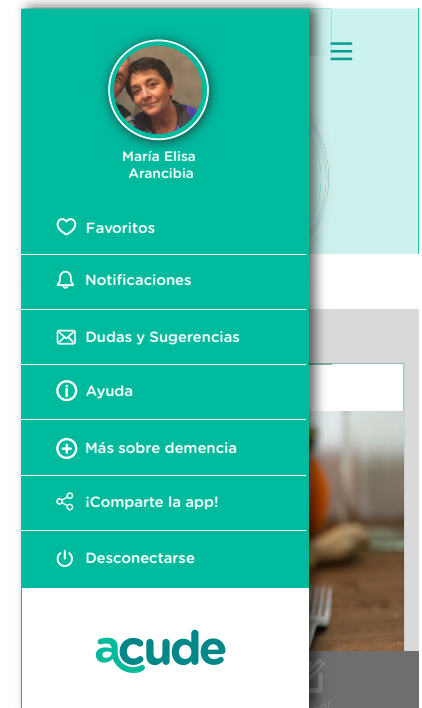 María Elisa
Arancibia
Favoritos
Notificaciones
Dudas y Sugerencias
Ayuda
Más sobre demencia
¡Comparte la app!
Desconectarse
acude